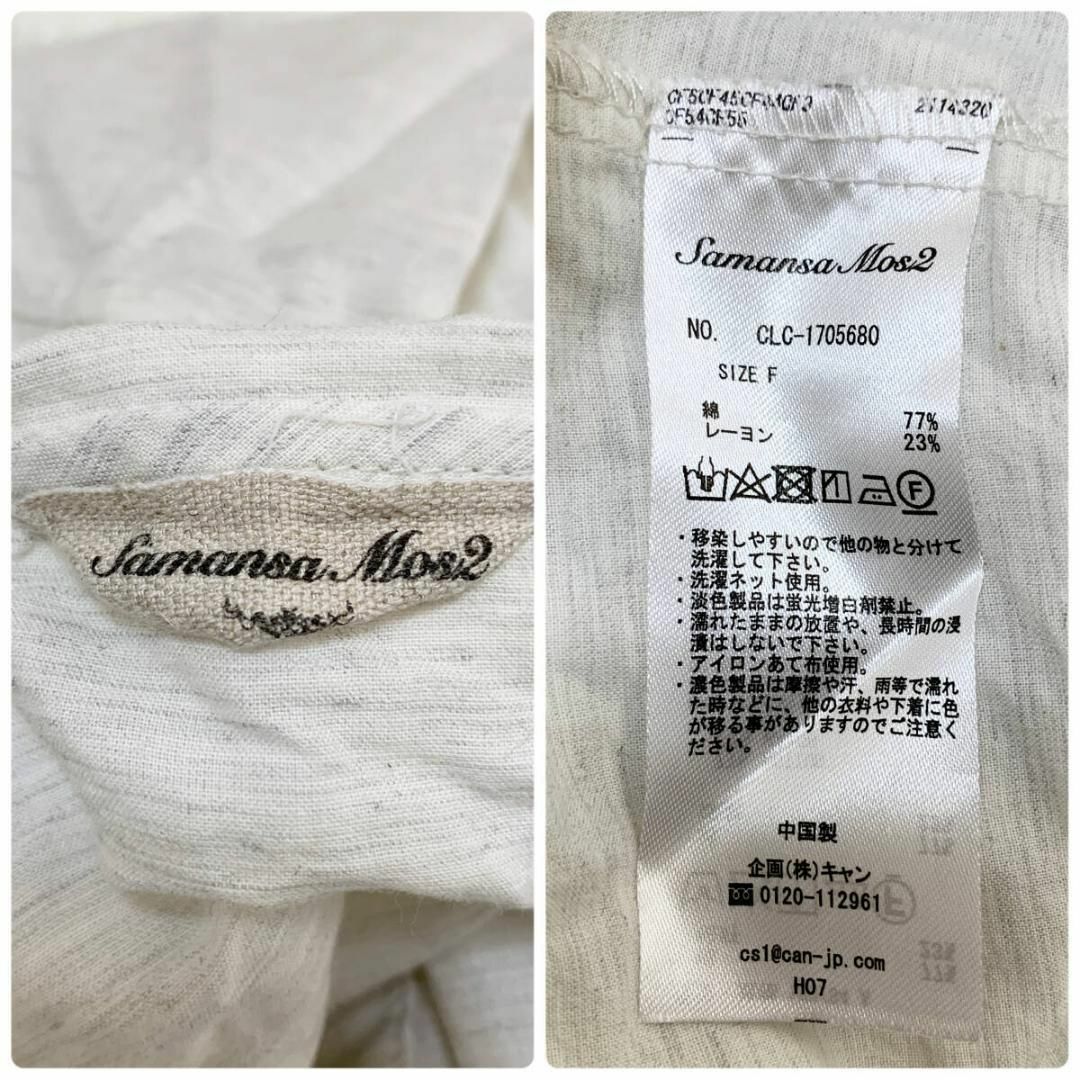 Samansa Mos2
2114320
Samansa Mos2
NO. CLC-1705680
SIZE F
綿 77%
レーヨン 23%
・移染しやすいので他の物と分けて
洗濯して下さい。
・洗濯ネット使用。
・淡色製品は蛍光増白剤禁止。
・濡れたままの放置や、長時間の浸
漬はしないで下さい。
・アイロンあて布使用。
・濃色製品は摩擦や汗、雨等で濡れ
た時などに、他の衣料や下着に色
が移る事がありますのでご注意く
ださい。
中国製
企画(株)キャン
0120-112961
cs1@can-jp.com
H07